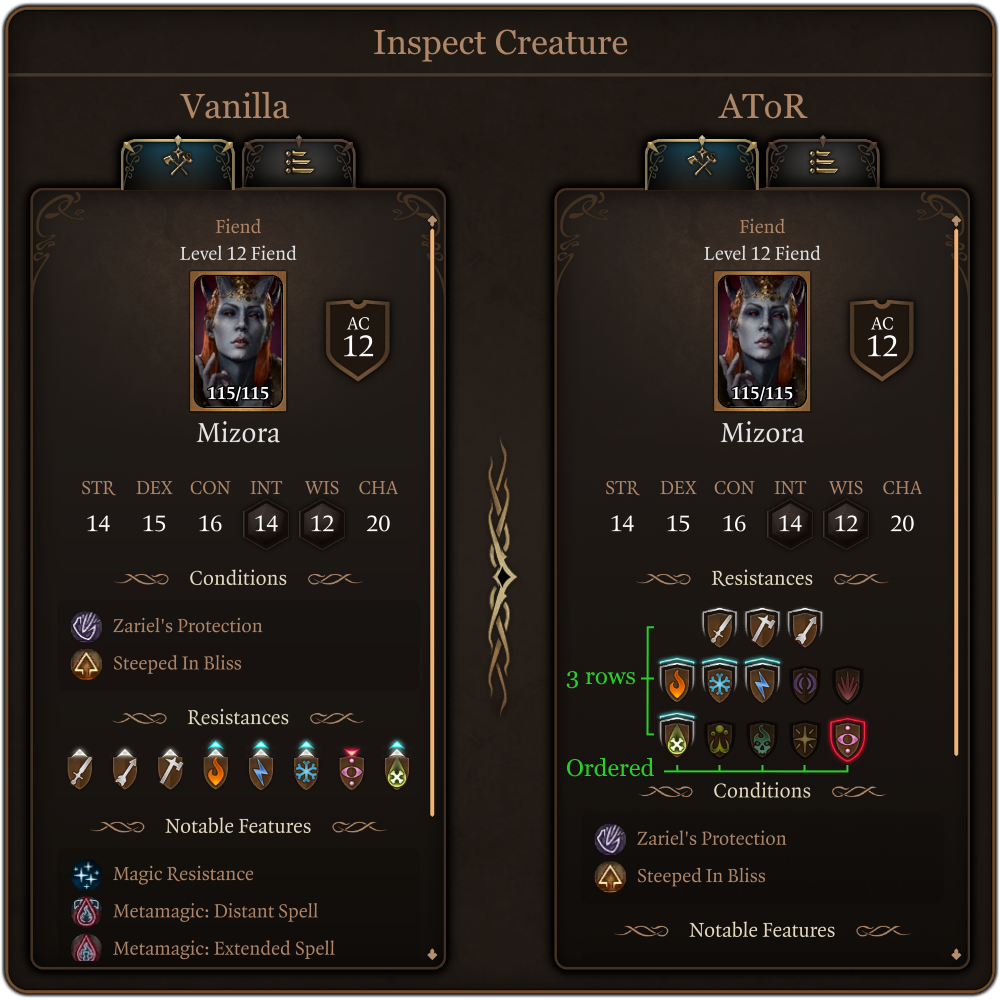 Inspect Creature
Vanilla
Fiend
Level 12 Fiend
AC
12
115/115
Mizora
STR DEX CON INT WIS CHA
14 15 16 14 12 20
Conditions
Zariel's Protection
Steeped In Bliss
Resistances
Notable Features
Magic Resistance
Metamagic: Distant Spell
Metamagic: Extended Spell
AToR
Fiend
Level 12 Fiend
AC
12
115/115
Mizora
STR DEX CON INT WIS CHA
14 15 16 14 12 20
Resistances
3 rows
Ordered
Conditions
Zariel's Protection
Steeped In Bliss
Notable Features